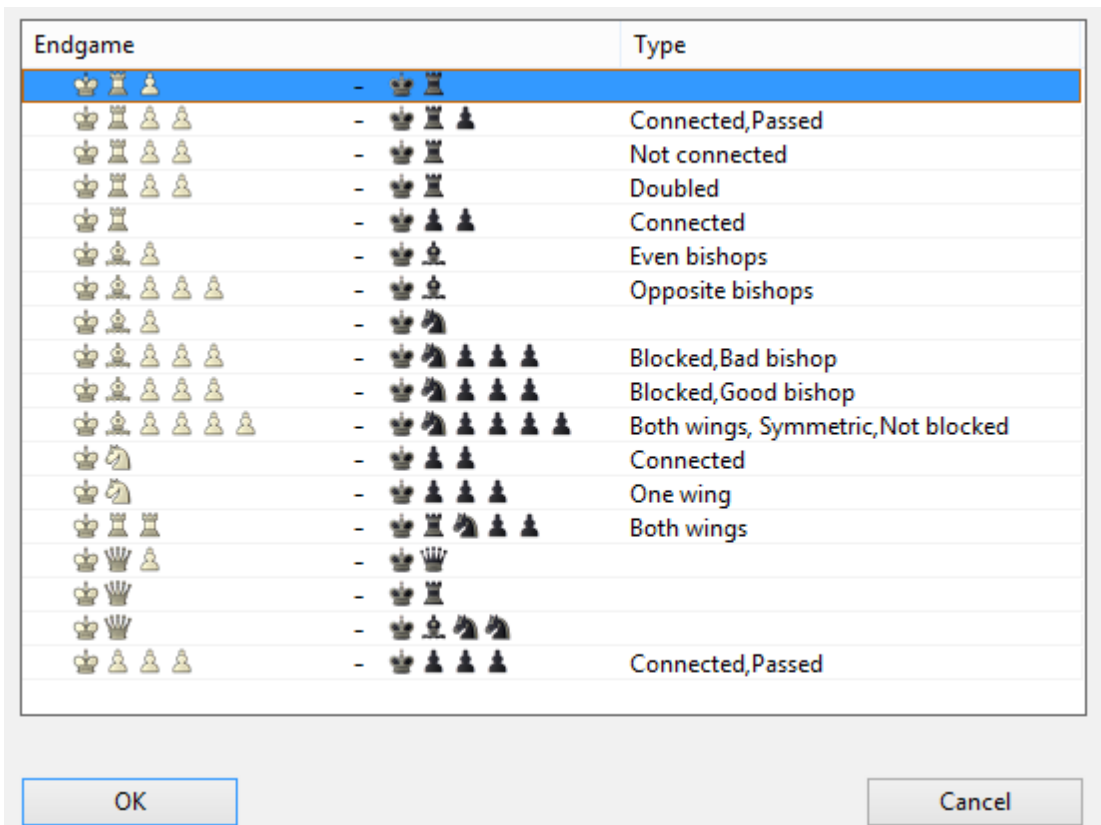 Endgame Type
-
- Connected,Passed
- Not connected
- Doubled
- Connected
- Even bishops
- Opposite bishops
-
- Blocked,Bad bishop
- Blocked,Good bishop
- Both wings, Symmetric,Not blocked
- Connected
- One wing
- Both wings
-
-
-
- Connected,Passed
OK Cancel